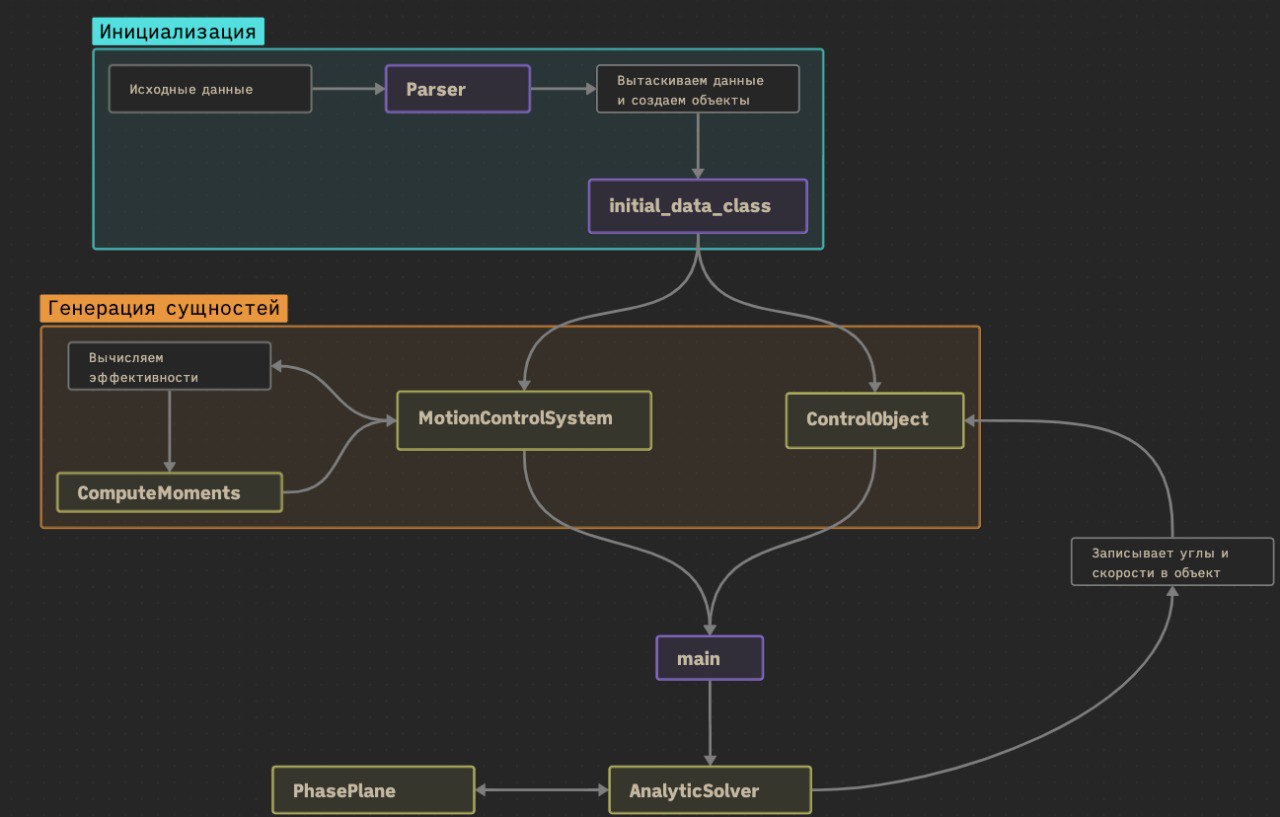 Инициализация
Исходные данные
Parser
Вытаскиваем данные
и создаем объекты
initial_data_class
Генерация сущностей
Вычисляем
эффективности
MotionControlSystem
ControlObject
ComputeMoments
Записывает углы и
скорости в объект
main
PhasePlane
AnalyticSolver